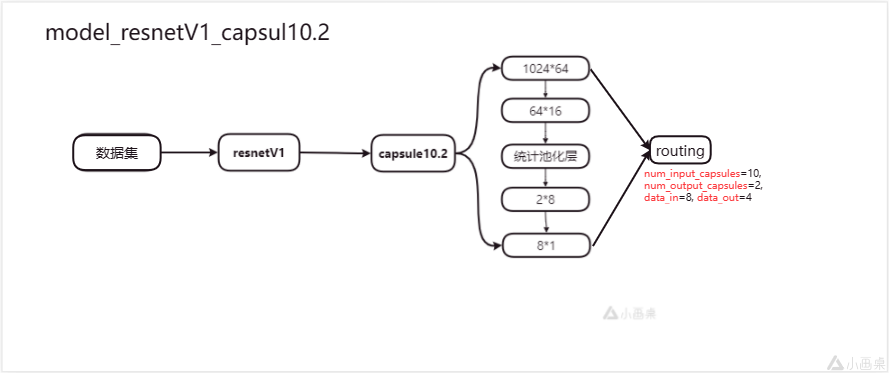 model_resnetV1_capsul10.2
数据集
resnetV1
capsule10.2
1024*64
64*16
统计池化层
2*8
8*1
routing
num_input_capsules=10,
num_output_capsules=2,
data_in=8, data_out=4
小画桌
小画桌